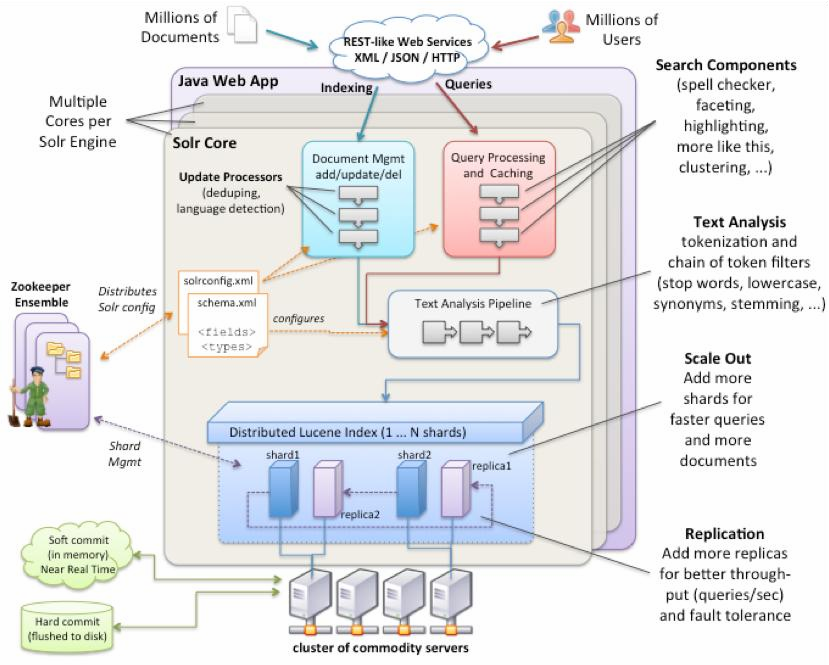 Millions of
Documents
REST-like Web Services
XML / JSON / HTTP
Millions of
Users
Java Web App
Indexing
Queries
Multiple
Cores per
Solr Engine
Solr Core
Search Components
(spell checker,
faceting,
highlighting,
more like this,
clustering, ...)
Document Mgmt
add/update/del
Query Processing
and Caching
Update Processors
(deduping,
language detection)
Text Analysis
tokenization and
chain of token filters
(stop words, lowercase,
synonyms, stemming, ...)
Zookeeper
Ensemble
Distributes
Solr config
solrconfig.xml
schema.xml
<fields>
<types>
configures
Text Analysis Pipeline
Scale Out
Add more
shards for
faster queries
and more
documents
Distributed Lucene Index (1 ... N shards)
Shard
Mgmt
shard1
replica2
shard2
replica1
Replication
Add more replicas
for better through-
put (queries/sec)
and fault tolerance
Soft commit
(in memory)
Near Real Time
Hard commit
(flushed to disk)
cluster of commodity servers